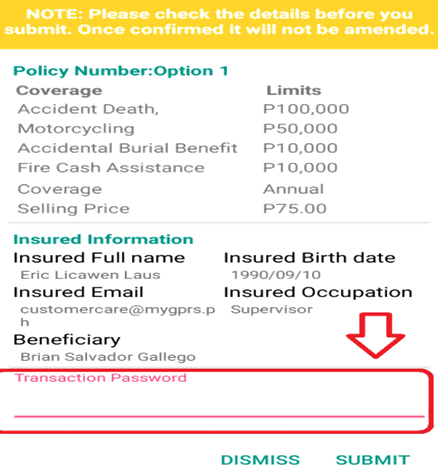 NOTE: Please check the details before you
submit. Once confirmed it will not be amended.
Policy Number:Option 1
Coverage Limits
Accident Death, P100,000
Motorcycling P50,000
Accidental Burial Benefit P10,000
Fire Cash Assistance P10,000
Coverage Annual
Selling Price P75.00
Insured Information
Insured Full name Insured Birth date
Eric Licawen Laus 1990/09/10
Insured Email Insured Occupation
customercare@mygprs.p Supervisor
h
Beneficiary
Brian Salvador Gallego
Transaction Password
DISMISS SUBMIT